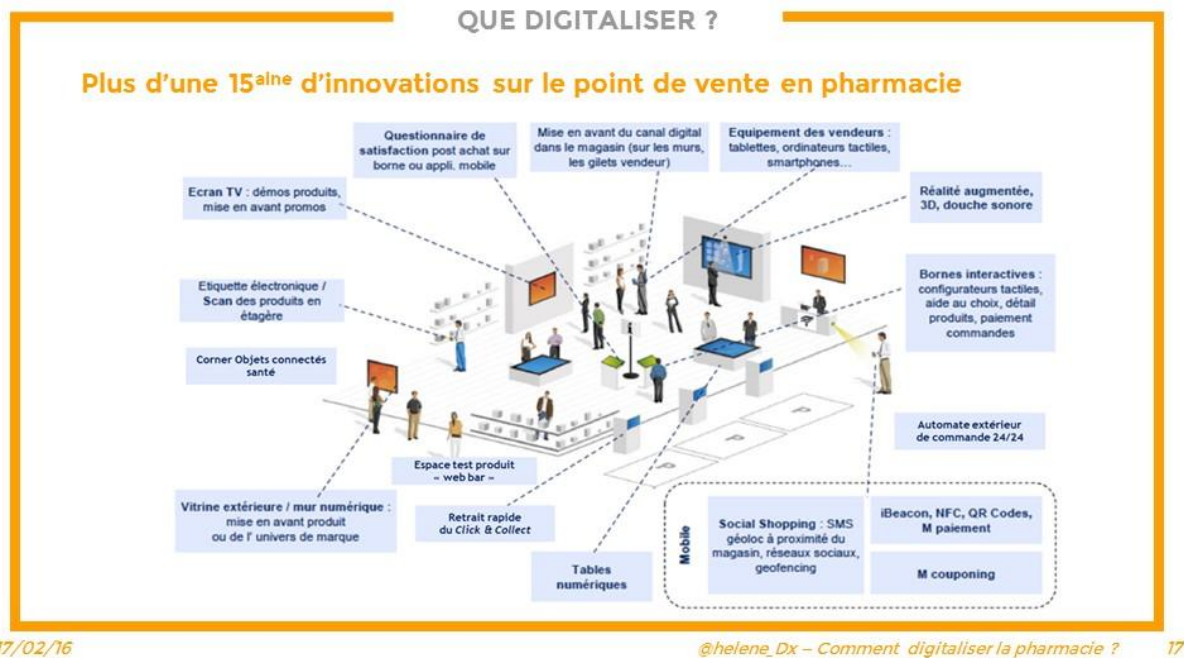 QUE DIGITALISER ?
Plus d'une 15aine d'innovations sur le point de vente en pharmacie
Questionnaire de
satisfaction post achat sur
borne ou appli. mobile
Mise en avant du canal digital
dans le magasin (sur les murs,
les gilets vendeur)
Equipement des vendeurs :
tablettes, ordinateurs tactiles,
smartphones...
Ecran TV : démos produits,
mise en avant promos
Réalité augmentée,
3D, douche sonore
Etiquette électronique /
Scan des produits en
étagère
Bornes interactives :
configurateurs tactiles,
aide au choix, détail
produits, paiement
commandes
Corner Objets connectés
santé
Automate extérieur
de commande 24/24
Espace test produit
« web bar »
P
P
P
Vitrine extérieure / mur numérique :
mise en avant produit
ou de l' univers de marque
Retrait rapide
du Click & Collect
Tables
numériques
Mobile
Social Shopping : SMS
géoloc à proximité du
magasin, réseaux sociaux,
geofencing
iBeacon, NFC, QR Codes,
M paiement
M couponing
17/02/16
@helene_Dx – Comment digitaliser la pharmacie ?
17